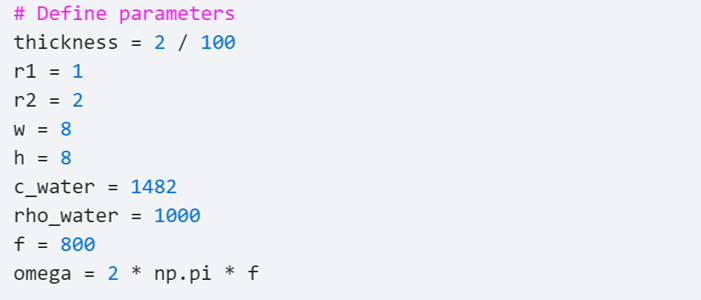 # Define parameters
thickness = 2 / 100
r1 = 1
r2 = 2
w = 8
h = 8
c_water = 1482
rho_water = 1000
f = 800
omega = 2 * np.pi * f